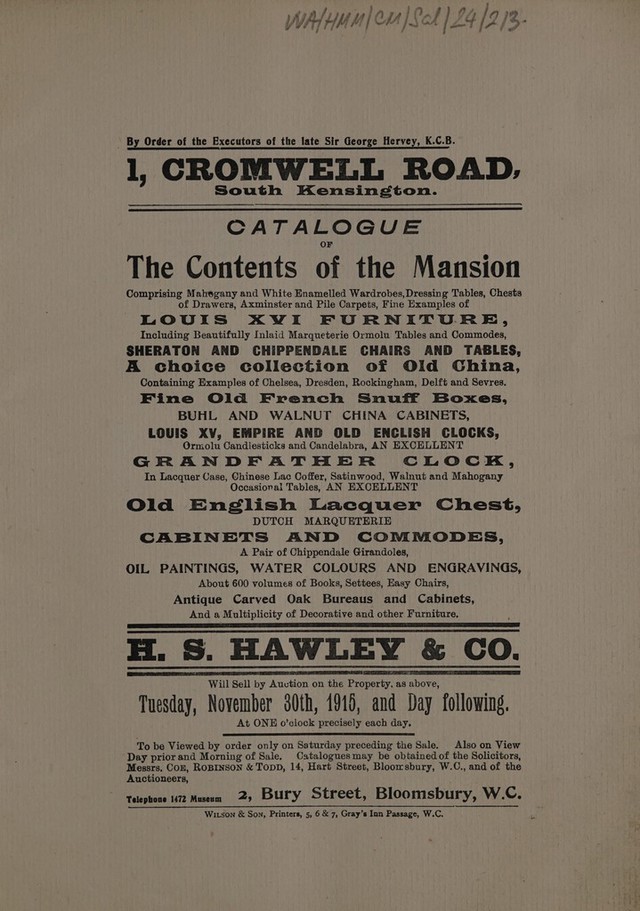 WA/HMM/CM/Sal/24/213.
By Order of the Executors of the late Sir George Hervey, K.C.B.
1, CROMWELL ROAD,
South Kensington.
CATALOGUE
OF
The Contents of the Mansion
Comprising Mahogany and White Enamelled Wardrobes, Dressing Tables, Chests
of Drawers, Axminster and Pile Carpets, Fine Examples of
LOUIS XVI FURNITURE,
Including Beautifully Inlaid Marqueterie Ormolu Tables and Commodes,
SHERATON AND CHIPPENDALE CHAIRS AND TABLES,
A choice collection of Old China,
Containing Examples of Chelsea, Dresden, Rockingham, Delft and Sevres.
Fine Old French Snuff Boxes,
BUHL AND WALNUT CHINA CABINETS,
LOUIS XV, EMPIRE AND OLD ENGLISH CLOCKS,
Ormolu Candlesticks and Candelabra, AN EXCELLENT
GRANDFATHER CLOCK,
In Lacquer Case, Chinese Lac Coffer, Satinwood, Walnut and Mahogany
Occasional Tables, AN EXCELLENT
Old English Lacquer Chest,
DUTCH MARQUETERIE
CABINETS AND COMMODES,
A Pair of Chippendale Girandoles,
OIL PAINTINGS, WATER COLOURS AND ENGRAVINGS,
About 600 volumes of Books, Settees, Easy Chairs,
Antique Carved Oak Bureaus and Cabinets,
And a Multiplicity of Decorative and other Furniture.
H. S. HAWLEY & CO.
Will Sell by Auction on the Property, as above,
Tuesday, November 30th, 1915, and Day following.
At ONE o'clock precisely each day.
To be Viewed by order only on Saturday preceding the Sale. Also on View
Day prior and Morning of Sale. Catalogues may be obtained of the Solicitors,
Messrs. COE, ROBINSON & TODD, 14, Hart Street, Bloomsbury, W.C., and of the
Auctioneers,
Telephone 1472 Museum 2, Bury Street, Bloomsbury, W.C.
WILSON & SON, Printers, 5, 6 & 7, Gray's Inn Passage, W.C.